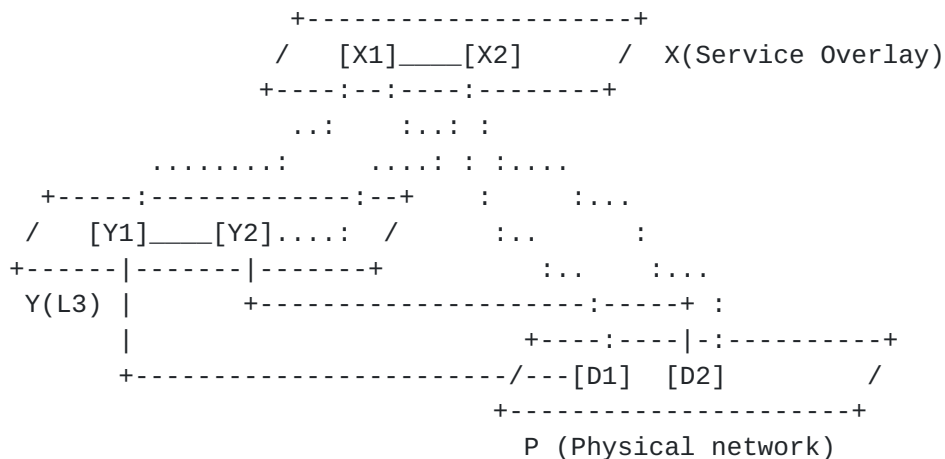 +---------------------+
                      /   [X1]____[X2]      /  X(Service Overlay)
                     +----:--:----:--------+
                       ..:    :..: :
              ........:     ....: : :....
        +-----:-------------:--+    :     :...
       /   [Y1]____[Y2]....:  /      :..      :
      +------|-------|-------+         :..   :...
       Y(L3) |       +---------------------:-----+ :
             |                         +----:----|-:----------+
             +------------------------/---[D1]  [D2]         /
                                     +----------------------+
                                       P (Physical network)